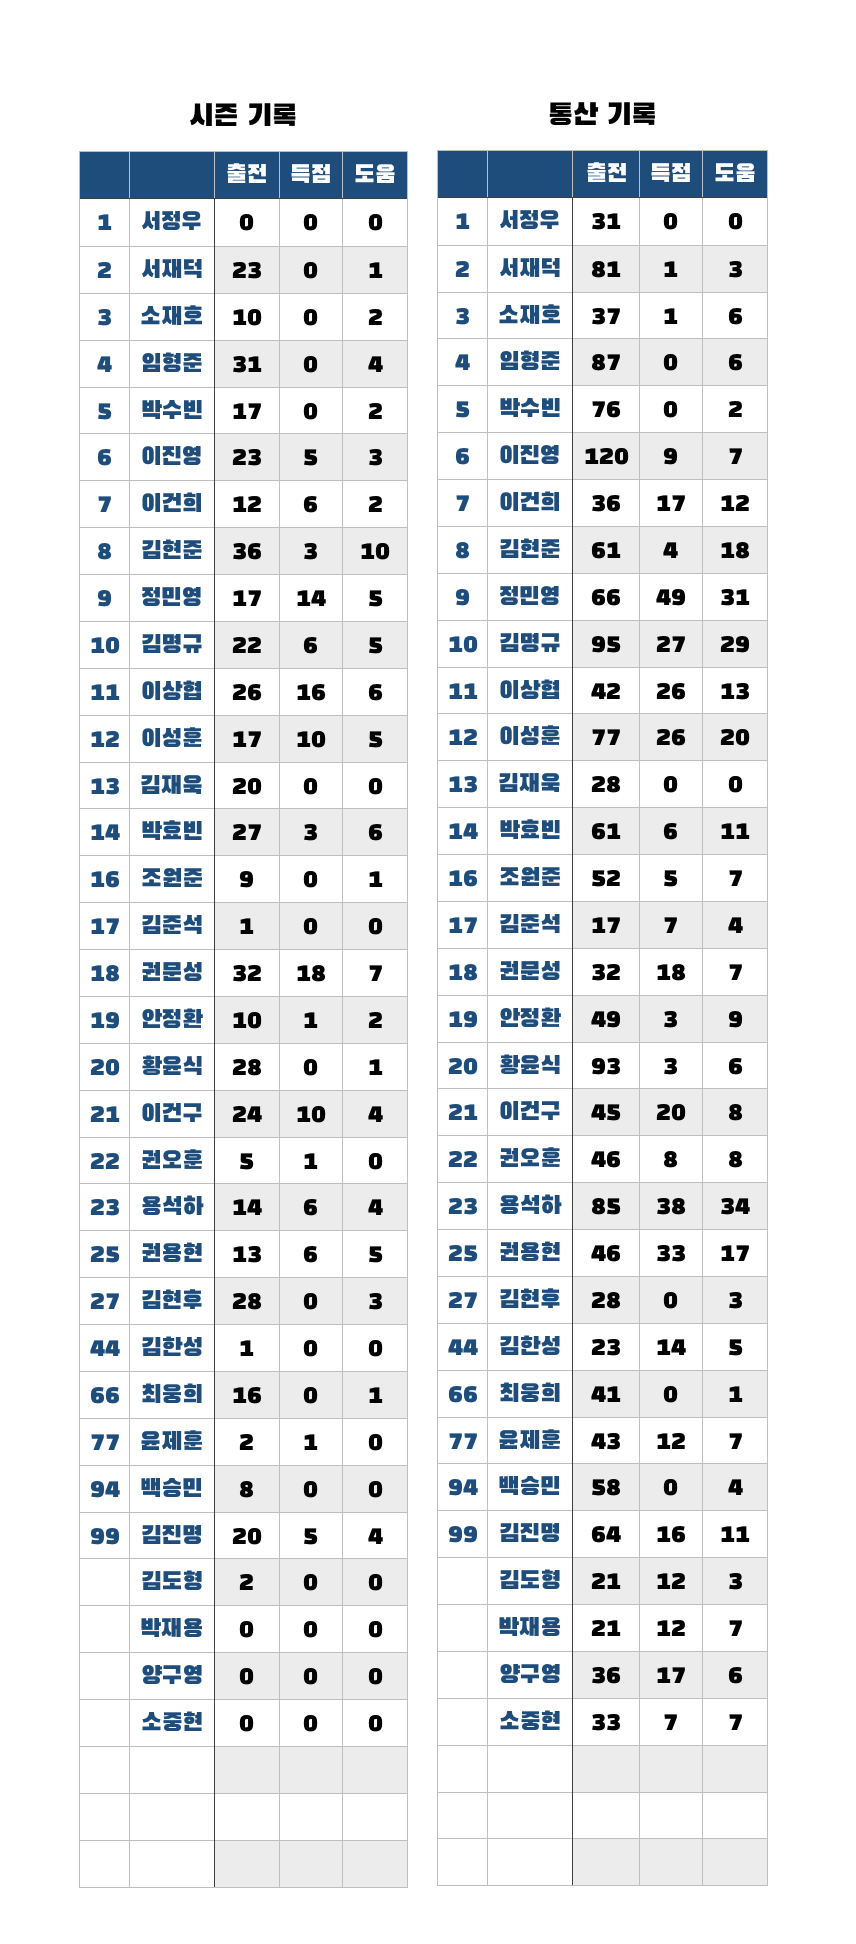 시즌 기록
출전 득점 도움
1 서정우 0 0 0
2 서재덕 23 0 1
3 소재호 10 0 2
4 임형준 31 0 4
5 박수빈 17 0 2
6 이진영 23 5 3
7 이건희 12 6 2
8 김현준 36 3 10
9 정민영 17 14 5
10 김명규 22 6 5
11 이상협 26 16 6
12 이성훈 17 10 5
13 김재욱 20 0 0
14 박효빈 27 3 6
16 조원준 9 0 1
17 김준석 1 0 0
18 권문성 32 18 7
19 안정환 10 1 2
20 황윤식 28 0 1
21 이건구 24 10 4
22 권오훈 5 1 0
23 용석하 14 6 4
25 권용현 13 6 5
27 김현후 28 0 3
44 김한성 1 0 0
66 최웅희 16 0 1
77 윤제훈 2 1 0
94 백승민 8 0 0
99 김진명 20 5 4
김도형 2 0 0
박재용 0 0 0
양구영 0 0 0
소중현 0 0 0
통산 기록
출전 득점 도움
1 서정우 31 0 0
2 서재덕 81 1 3
3 소재호 37 1 6
4 임형준 87 0 6
5 박수빈 76 0 2
6 이진영 120 9 7
7 이건희 36 17 12
8 김현준 61 4 18
9 정민영 66 49 31
10 김명규 95 27 29
11 이상협 42 26 13
12 이성훈 77 26 20
13 김재욱 28 0 0
14 박효빈 61 6 11
16 조원준 52 5 7
17 김준석 17 7 4
18 권문성 32 18 7
19 안정환 49 3 9
20 황윤식 93 3 6
21 이건구 45 20 8
22 권오훈 46 8 8
23 용석하 85 38 34
25 권용현 46 33 17
27 김현후 28 0 3
44 김한성 23 14 5
66 최웅희 41 0 1
77 윤제훈 43 12 7
94 백승민 58 0 4
99 김진명 64 16 11
김도형 21 12 3
박재용 21 12 7
양구영 36 17 6
소중현 33 7 7